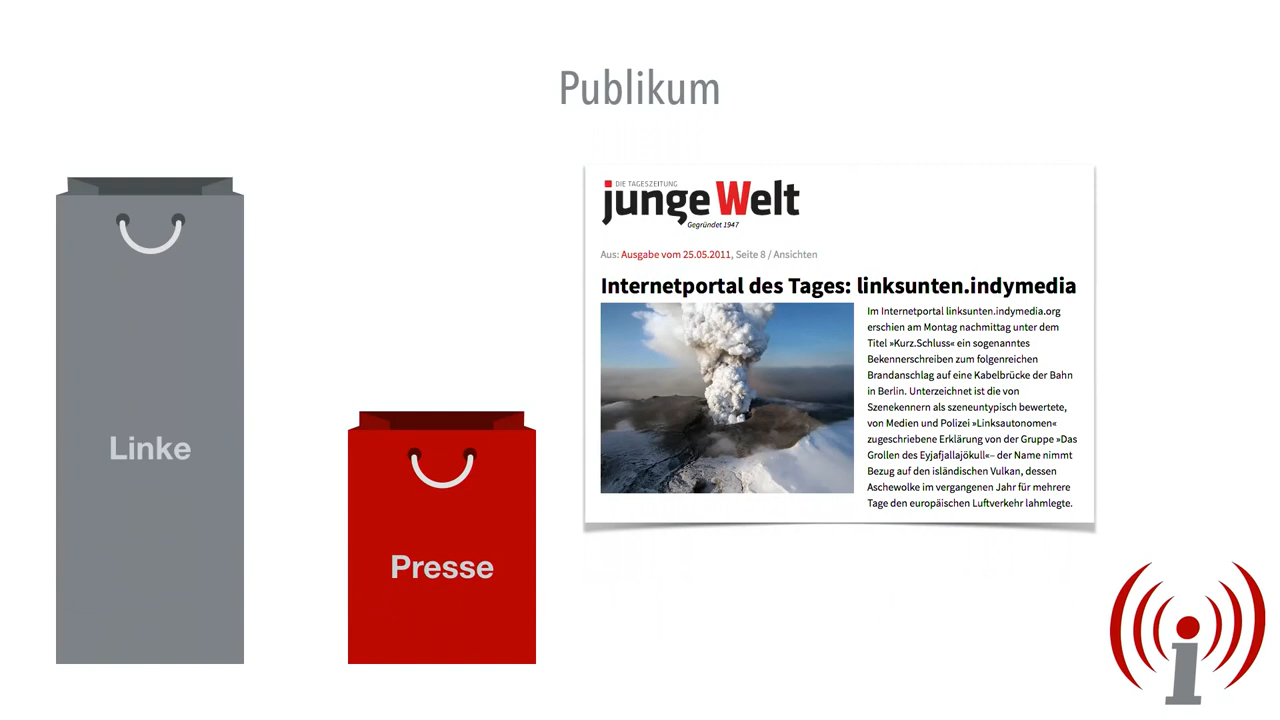 Publikum
Linke
Presse
DIE TAGESZEITUNG
junge Welt
Gegründet 1947
Aus: Ausgabe vom 25.05.2011, Seite 8 / Ansichten
Internetportal des Tages: linksunten.indymedia
Im Internetportal linksunten.indymedia.org
erschien am Montag nachmittag unter dem
Titel »Kurz.Schluss« ein sogenanntes
Bekennerschreiben zum folgenreichen
Brandanschlag auf eine Kabelbrücke der Bahn
in Berlin. Unterzeichnet ist die von
Szenekennern als szeneuntypisch bewertete,
von Medien und Polizei »Linksautonomen«
zugeschriebene Erklärung von der Gruppe »Das
Grollen des Eyjafjallajökull«– der Name nimmt
Bezug auf den isländischen Vulkan, dessen
Aschewolke im vergangenen Jahr für mehrere
Tage den europäischen Luftverkehr lahmlegte.
i